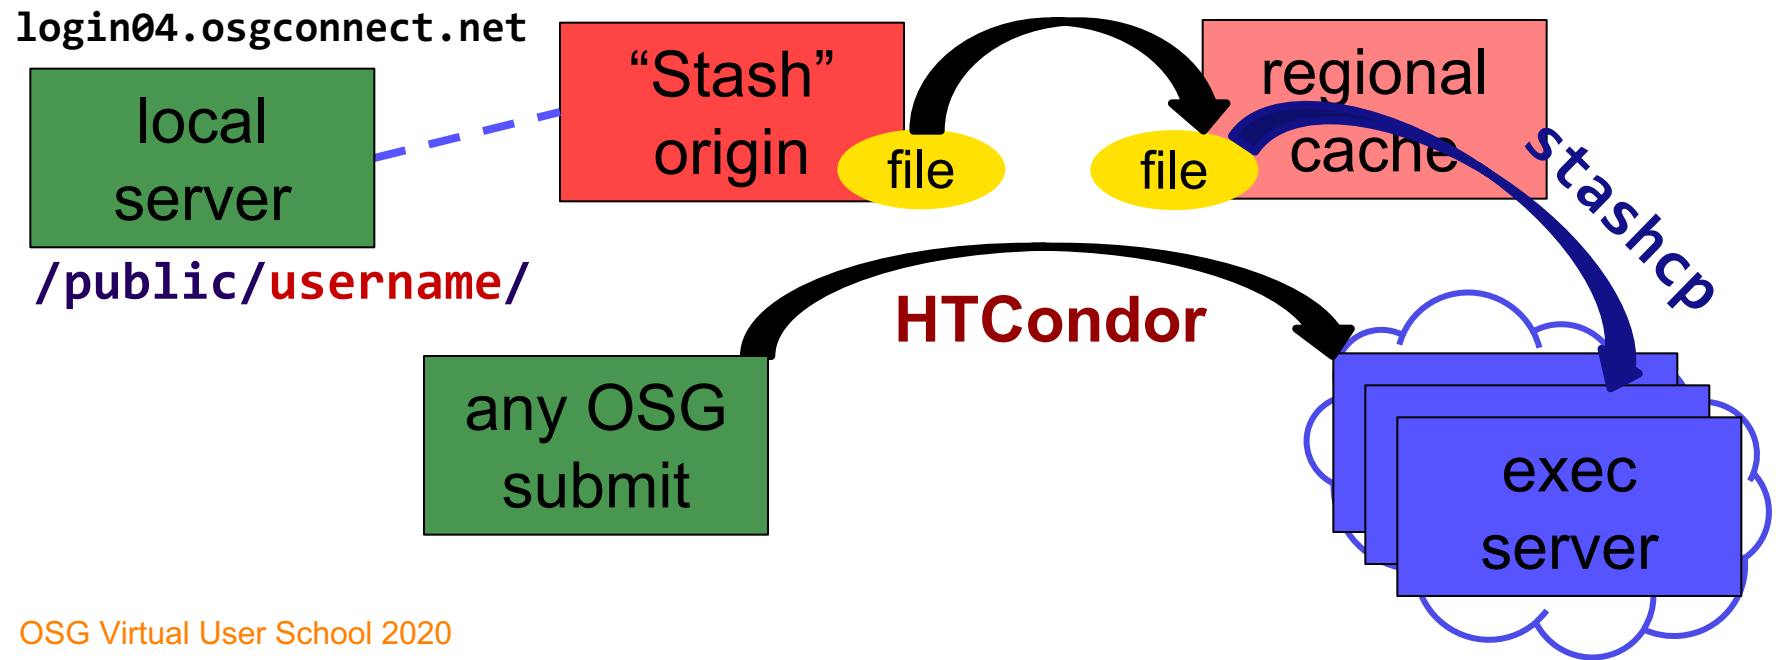 login04.osgconnect.net
local
server
/public/username/
“Stash”
origin
file
file
regional
cache
stashcp
HTCondor
any OSG
submit
exec
server
OSG Virtual User School 2020